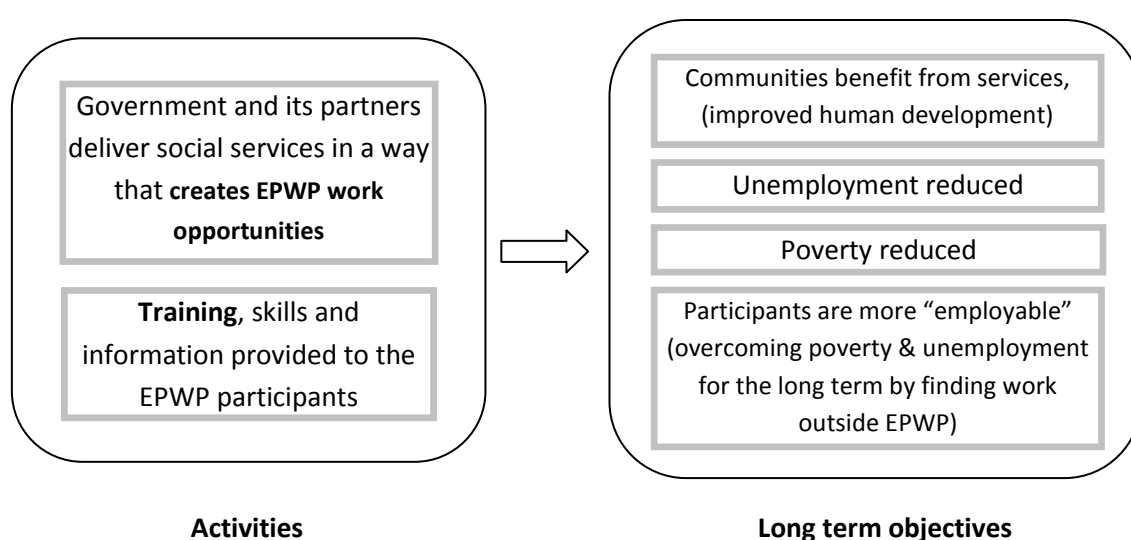 Government and its partners
deliver social services in a way
that creates EPWP work
opportunities
Training, skills and
information provided to the
EPWP participants
Activities
Communities benefit from services,
(improved human development)
Unemployment reduced
Poverty reduced
Participants are more “employable”
(overcoming poverty & unemployment
for the long term by finding work
outside EPWP)
Long term objectives